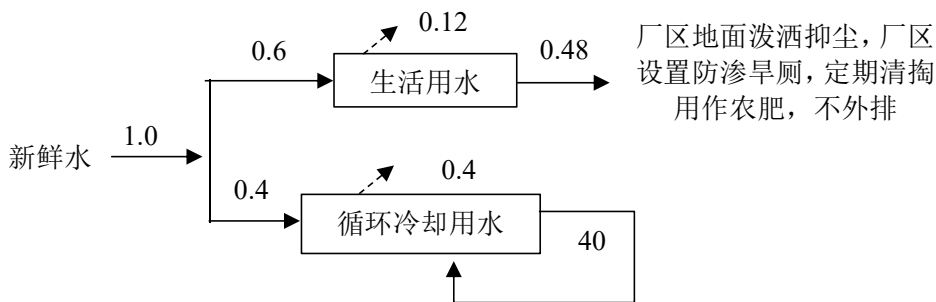 0.12
厂区地面泼洒抑尘，厂区
0.6
0.48
设置防渗旱厕，定期清掏
生活用水
用作农肥，不外排
1.0
新鲜水
0.4
0.4
循环冷却用水
40